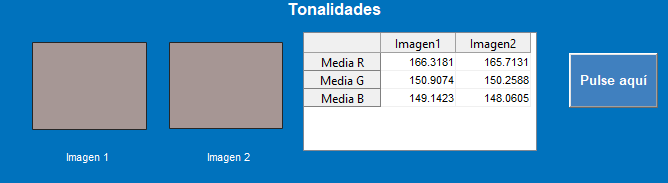 Tonalidades
Imagen1 Imagen2
Media R 166.3181 165.7131
Media G 150.9074 150.2588
Media B 149.1423 148.0605
Pulse aquí
Imagen 1
Imagen 2